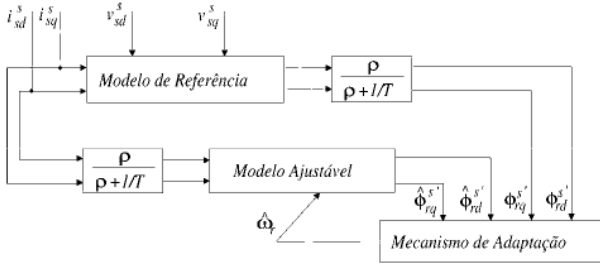 i^s_sd i^s_sq v^s_sd v^s_sq
Modelo de Referência
ρ
ρ + 1/T
ρ
ρ + 1/T
Modelo Ajustável
ω̂_r
φ̂^s'_rq φ̂^s'_rd φ^s'_rq φ^s'_rd
Mecanismo de Adaptação